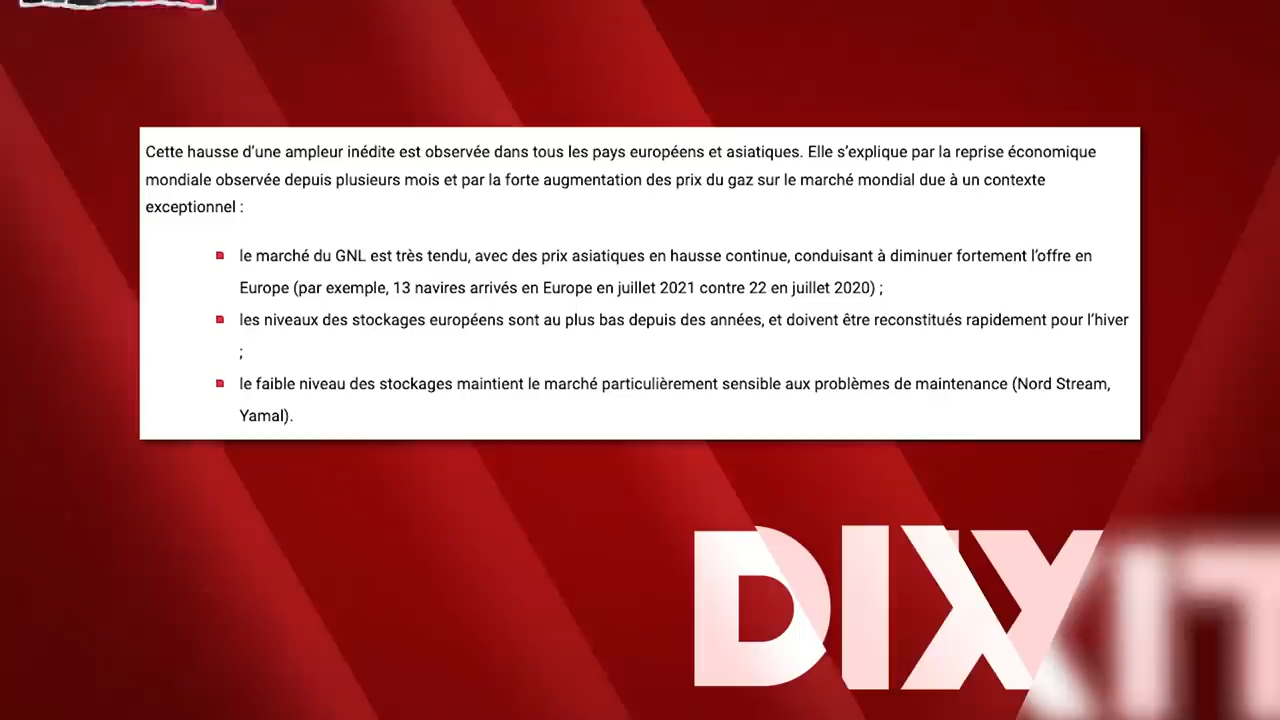 Cette hausse d’une ampleur inédite est observée dans tous les pays européens et asiatiques. Elle s’explique par la reprise économique
mondiale observée depuis plusieurs mois et par la forte augmentation des prix du gaz sur le marché mondial due à un contexte
exceptionnel :
le marché du GNL est très tendu, avec des prix asiatiques en hausse continue, conduisant à diminuer fortement l’offre en
Europe (par exemple, 13 navires arrivés en Europe en juillet 2021 contre 22 en juillet 2020) ;
les niveaux des stockages européens sont au plus bas depuis des années, et doivent être reconstitués rapidement pour l’hiver
;
le faible niveau des stockages maintient le marché particulièrement sensible aux problèmes de maintenance (Nord Stream,
Yamal).